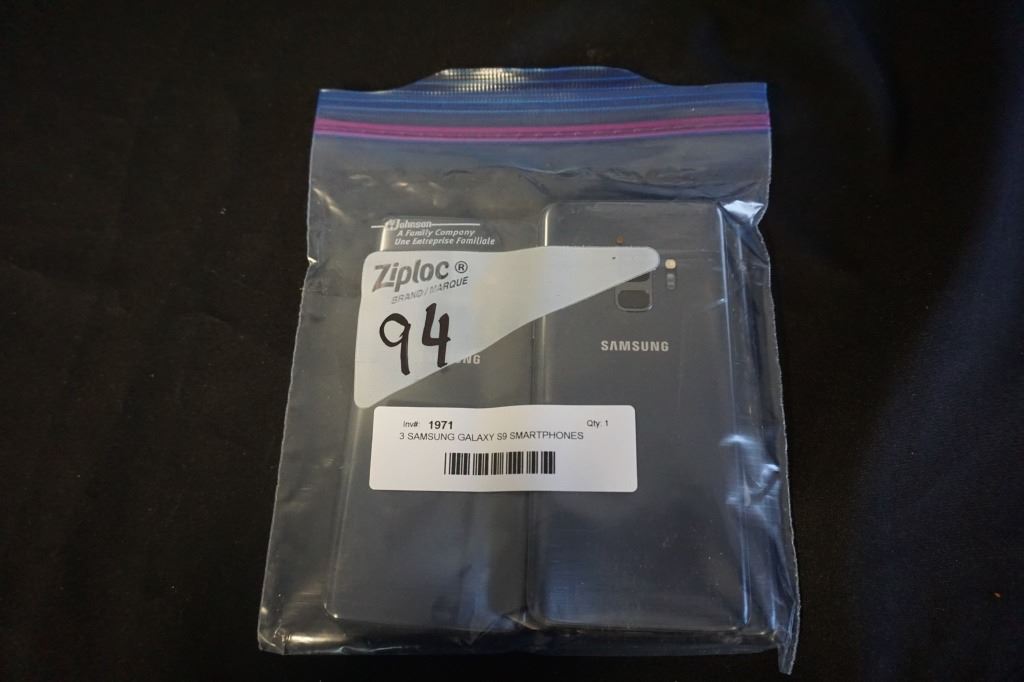 Johnson
A Family Company
Une Entreprise Familiale
Ziploc®
BRAND/MARQUE
94
NG
SAMSUNG
Inv#: 1971 Qty: 1
3 SAMSUNG GALAXY S9 SMARTPHONES